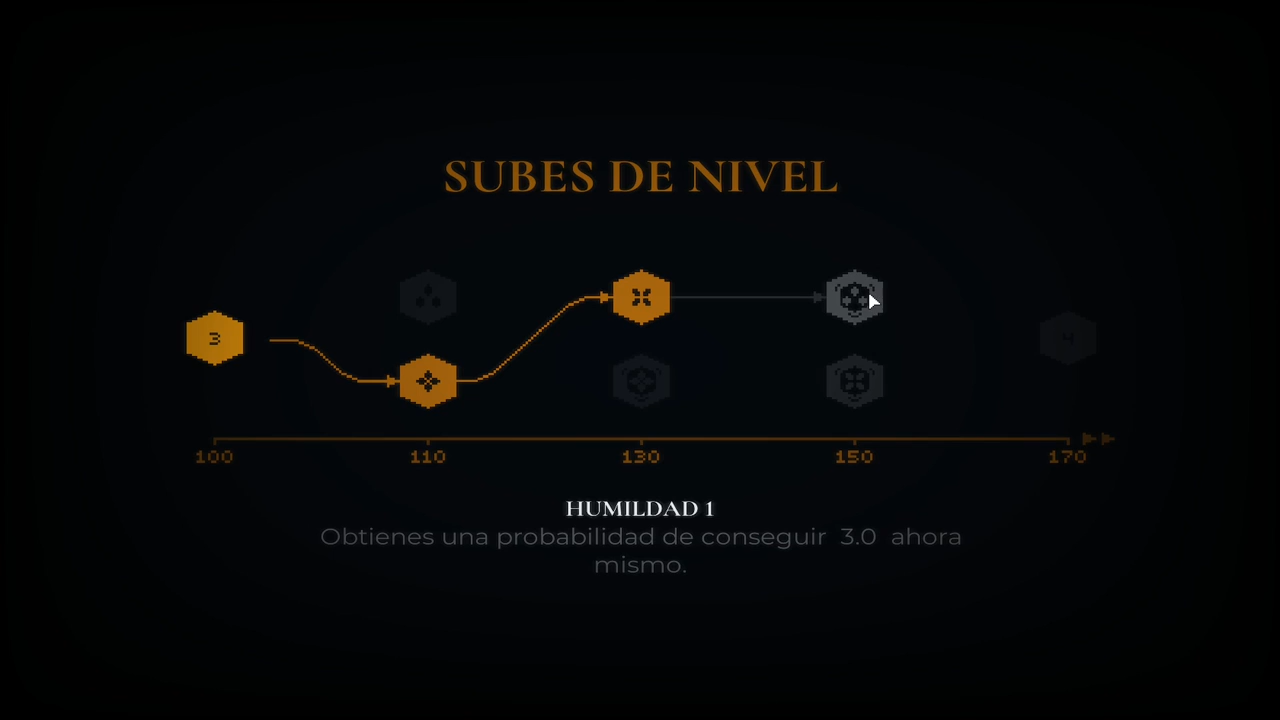 SUBES DE NIVEL
3
4
100 110 130 150 170
HUMILDAD 1
Obtienes una probabilidad de conseguir 3.0 ahora
mismo.